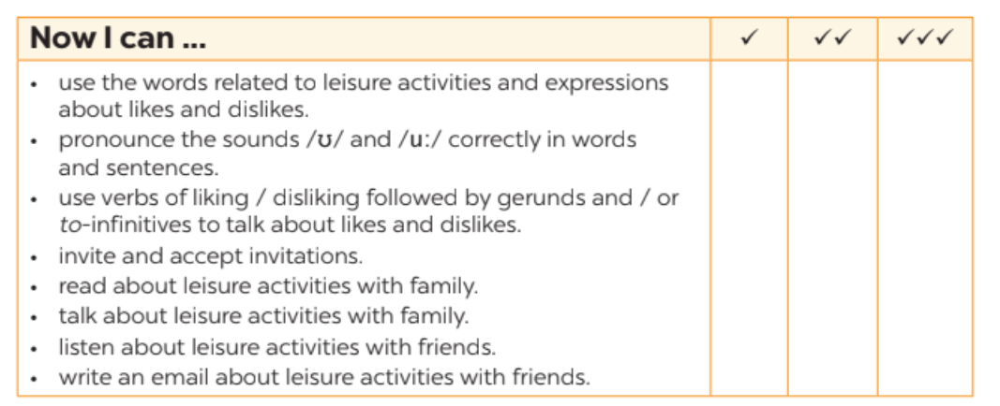 Now I can ... ✓ ✓✓ ✓✓✓
• use the words related to leisure activities and expressions
about likes and dislikes.
• pronounce the sounds /ʊ/ and /uː/ correctly in words
and sentences.
• use verbs of liking / disliking followed by gerunds and / or
to-infinitives to talk about likes and dislikes.
• invite and accept invitations.
• read about leisure activities with family.
• talk about leisure activities with family.
• listen about leisure activities with friends.
• write an email about leisure activities with friends.